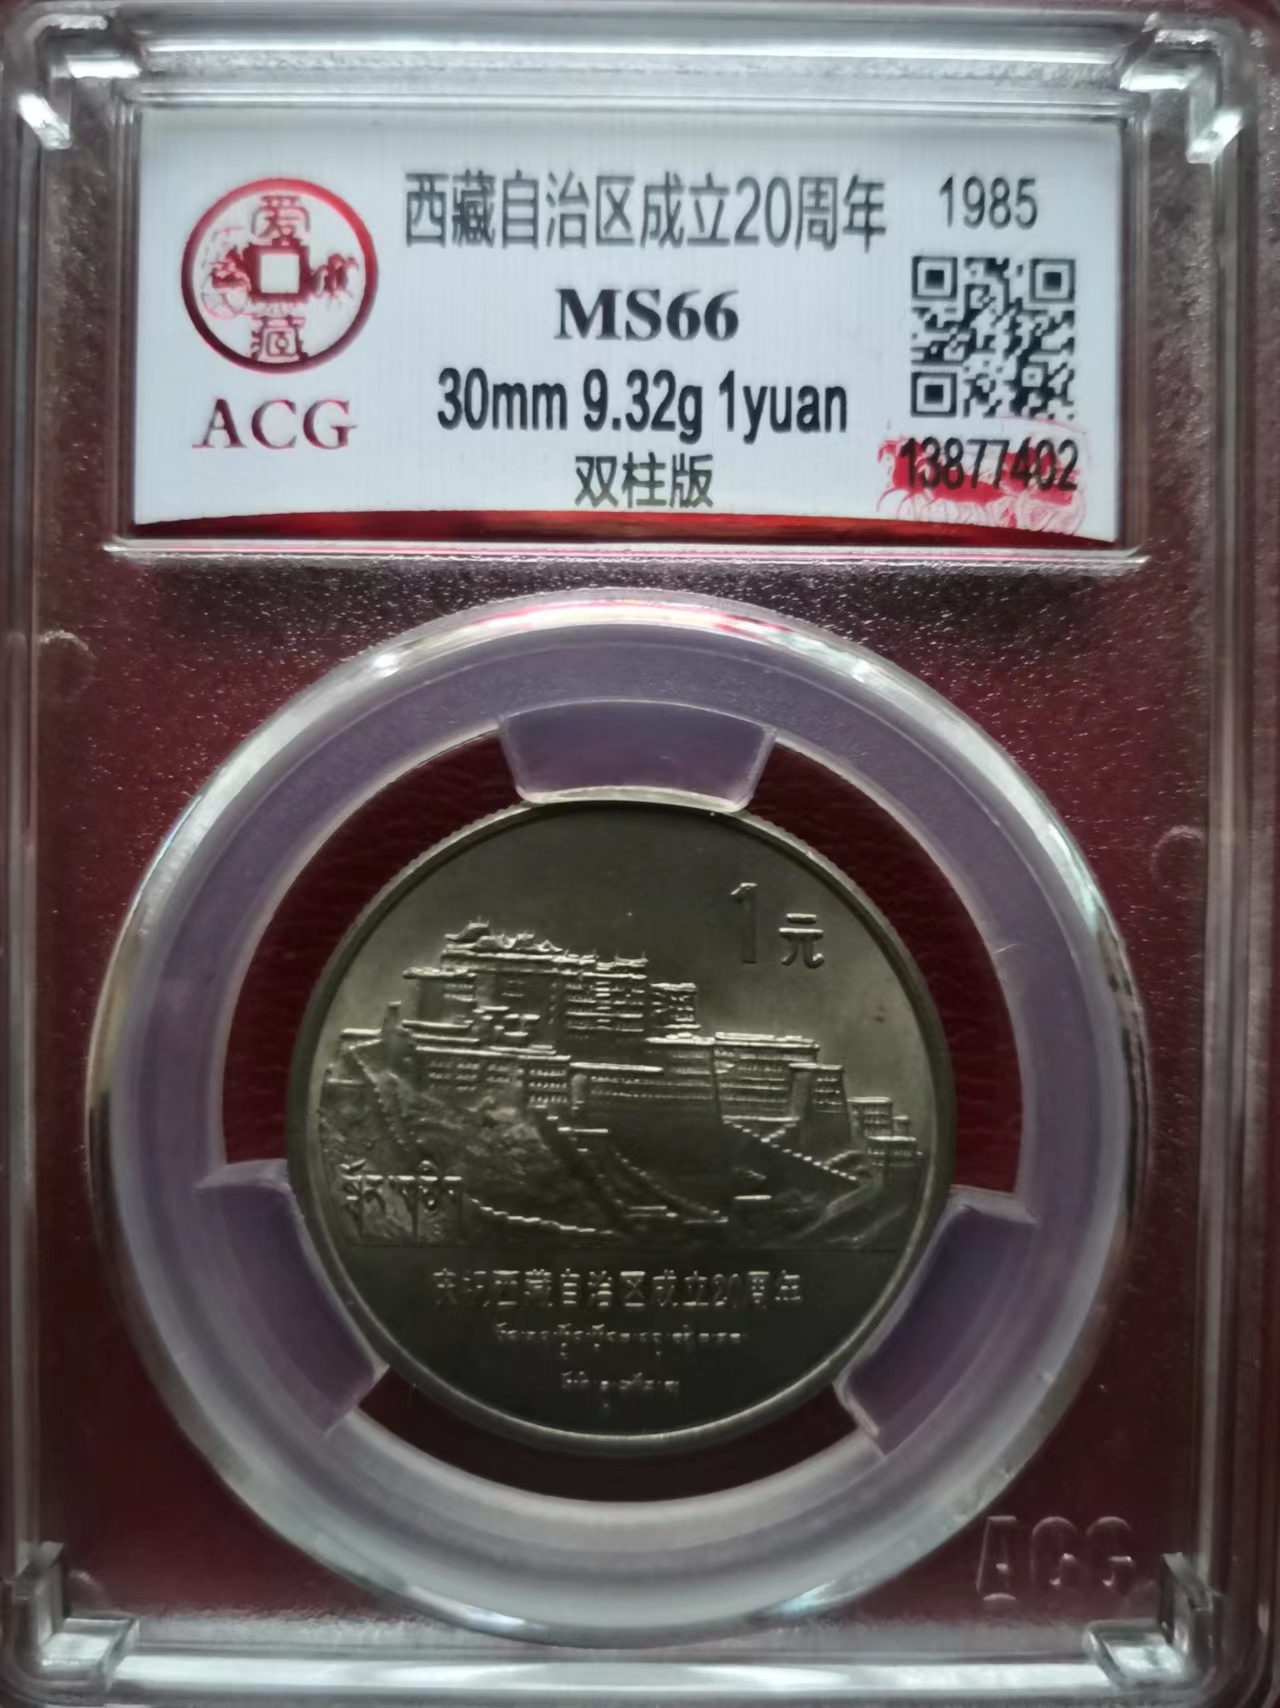 爱藏
ACG
西藏自治区成立20周年 1985
MS66
30mm 9.32g 1yuan
双柱版
13877402
1元
庆祝西藏自治区成立20周年
ACG